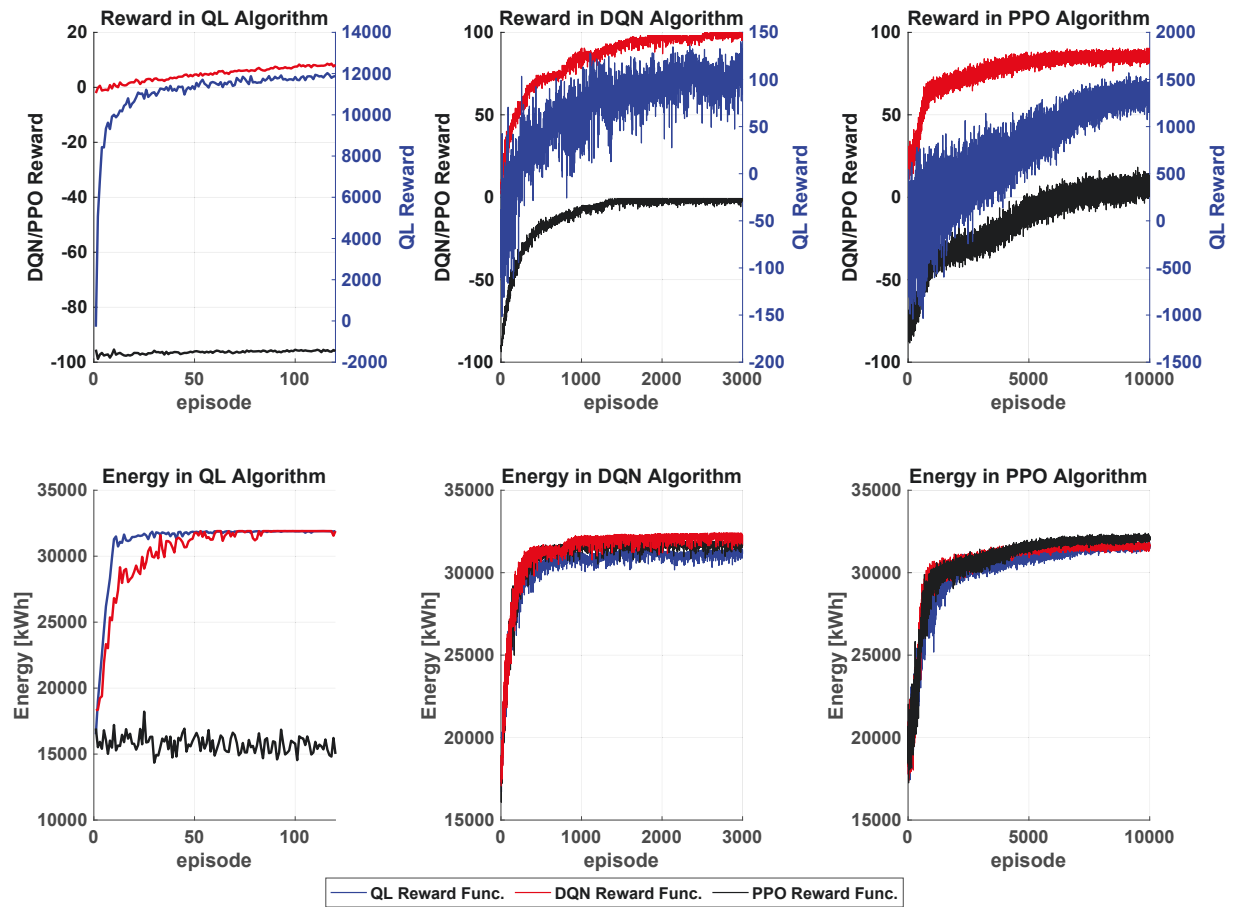 Reward in QL Algorithm
20
0
-20
-40
-60
-80
-100
DQN/PPO Reward
14000
12000
10000
8000
6000
4000
2000
0
-2000
QL Reward
0 50 100
episode
Reward in DQN Algorithm
100
50
0
-50
-100
DQN/PPO Reward
150
100
50
0
-50
-100
-150
-200
QL Reward
0 1000 2000 3000
episode
Reward in PPO Algorithm
100
50
0
-50
-100
DQN/PPO Reward
2000
1500
1000
500
0
-500
-1000
-1500
QL Reward
0 5000 10000
episode
Energy in QL Algorithm
35000
30000
25000
20000
15000
10000
Energy [kWh]
0 50 100
episode
Energy in DQN Algorithm
35000
30000
25000
20000
15000
Energy [kWh]
0 1000 2000 3000
episode
Energy in PPO Algorithm
35000
30000
25000
20000
15000
Energy [kWh]
0 5000 10000
episode
QL Reward Func. DQN Reward Func. PPO Reward Func.